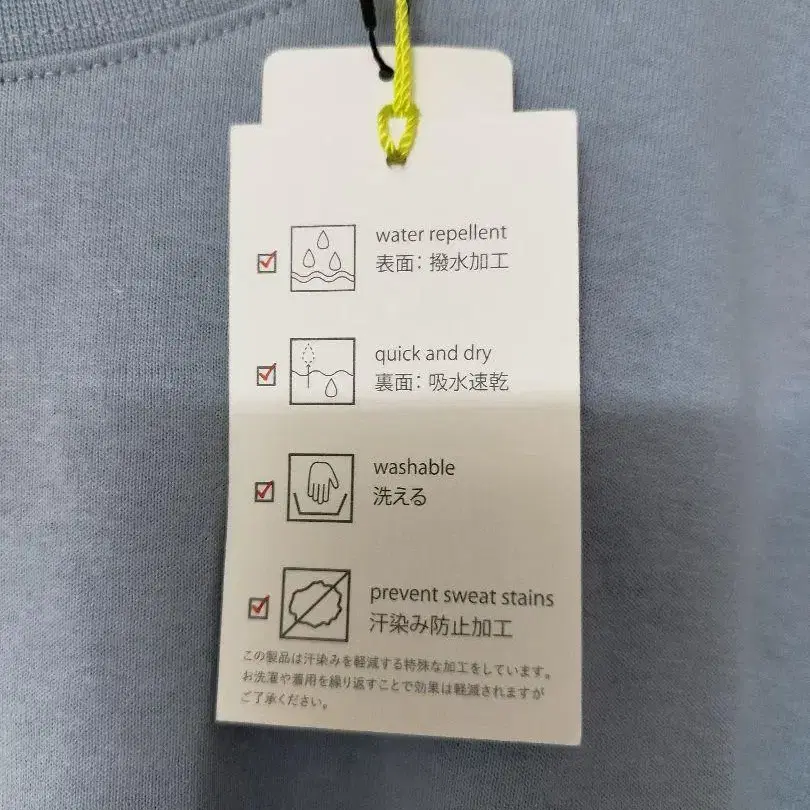 water repellent
表面：撥水加工
quick and dry
裏面：吸水速乾
washable
洗える
prevent sweat stains
汗染み防止加工
この製品は汗染みを軽減する特殊な加工をしています。
お洗濯や着用を繰り返すことで効果は軽減されますが
ご了承ください。